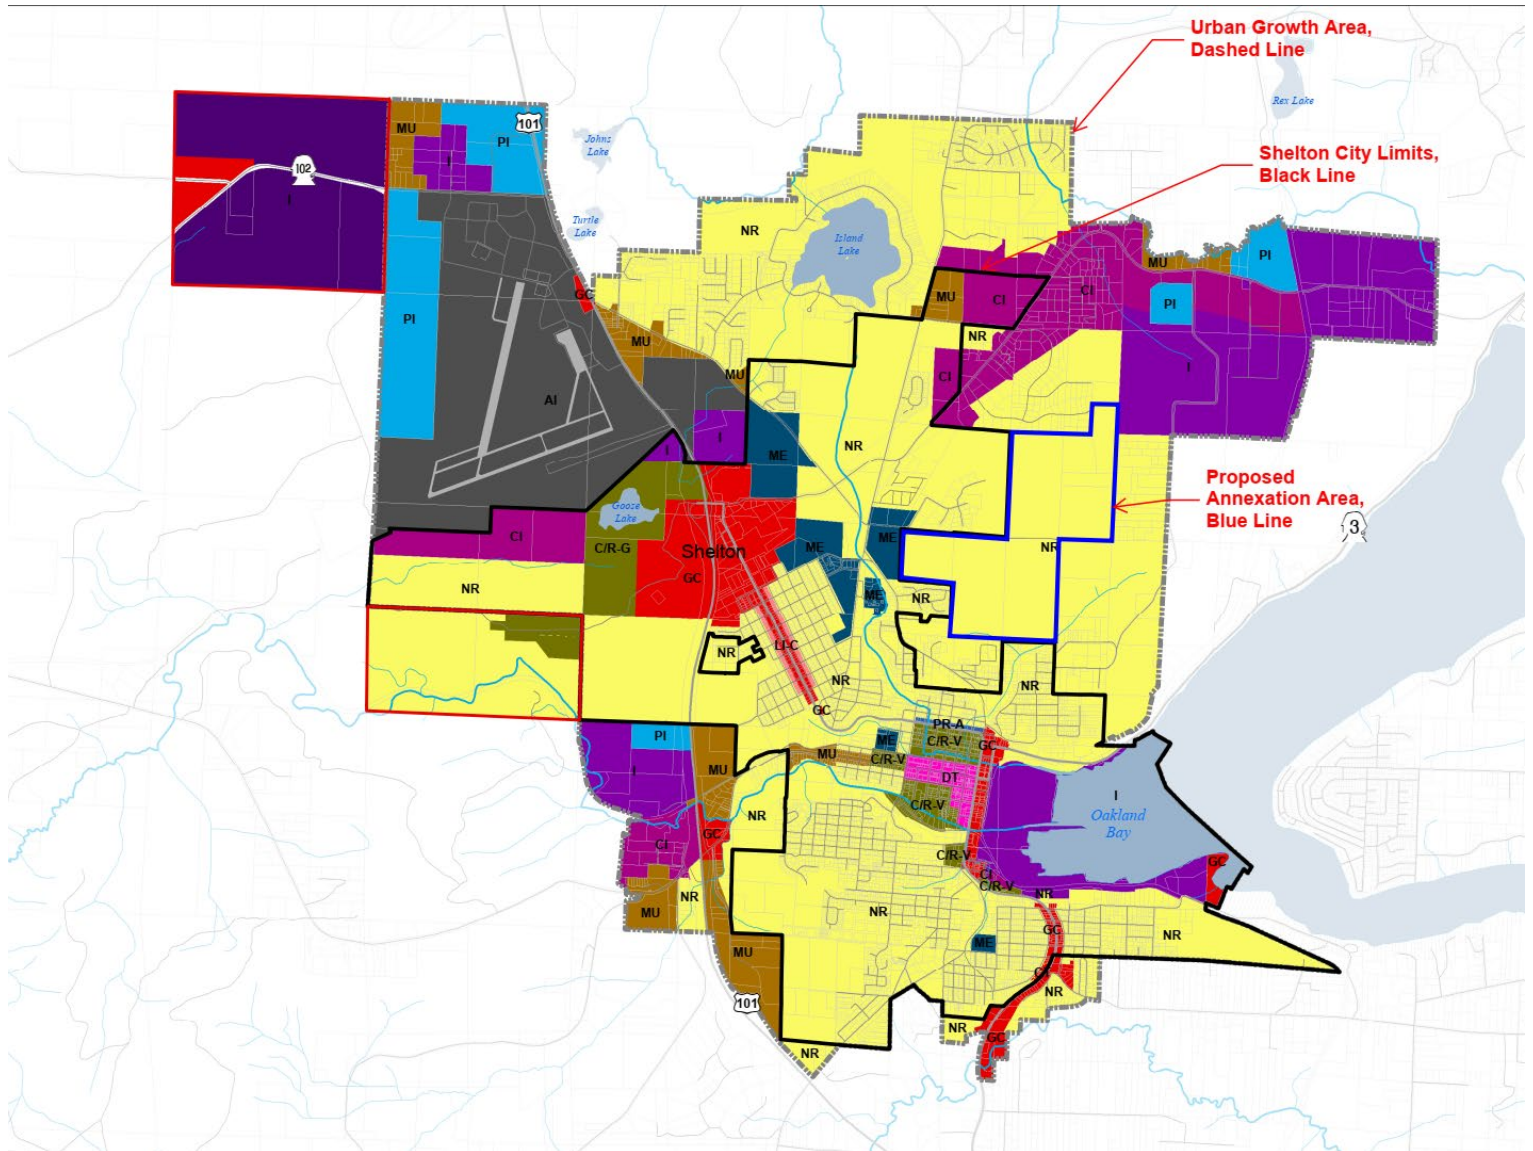 Urban Growth Area,
Dashed Line
Rex Lake
101
MU
PI
Johns
Lake
I
Shelton City Limits,
Black Line
102
I
Turtle
Lake
NR
Island
Lake
MU
PI
GC
MU
CI
CI
PI
PI
MU
NR
I
MU
CI
AI
I
NR
I
ME
Proposed
Annexation Area,
Blue Line
Goose
Lake
ME
3
CI
C/R-G
Shelton
GC
ME
NR
NR
ME
NR
NR
LI-C
NR
NR
GC
PR-A
PI
ME
C/R-V
GC
MU
C/R-V
I
MU
DT
NR
C/R-V
I
Oakland
Bay
GC
CI
C/R-V
GC
CI
C/R-V
NR
NR
MU
NR
GC
NR
MU
ME
NR
101
NR
GC
NR